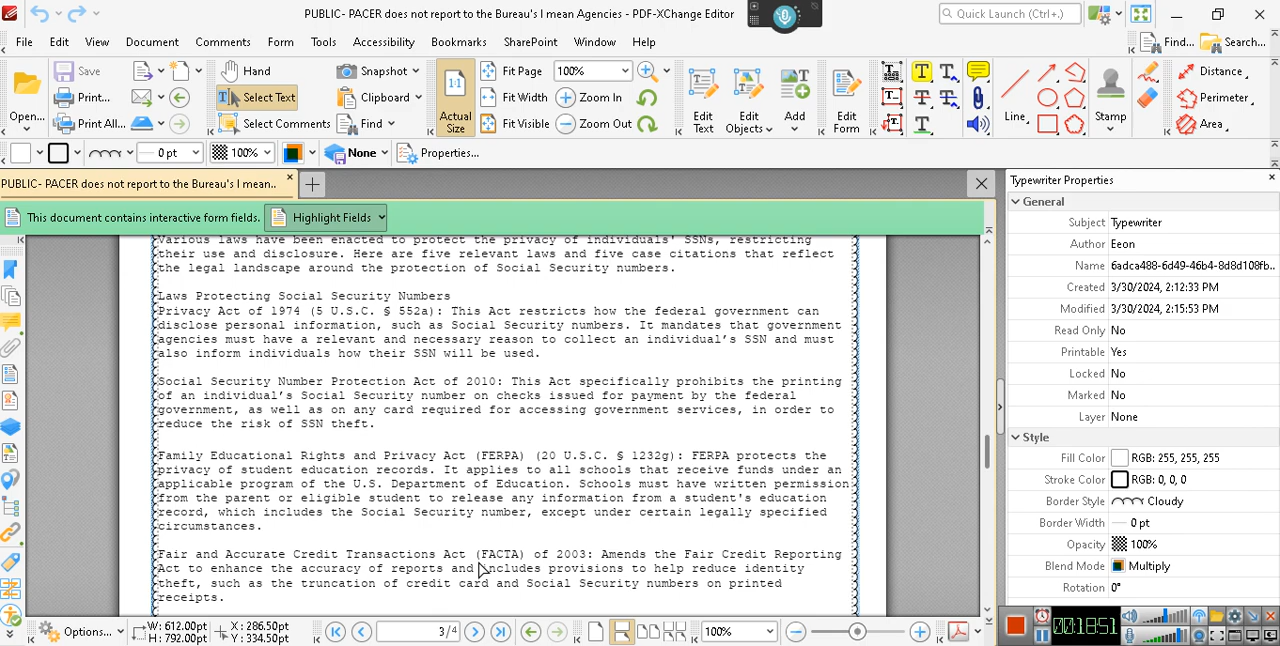 PUBLIC- PACER does not report to the Bureau's I mean Agencies - PDF-XChange Editor
Quick Launch (Ctrl+.)
File Edit View Document Comments Form Tools Accessibility Bookmarks SharePoint Window Help
Find... Search...
Open...
Save
Print...
Print All...
Hand
Select Text
Select Comments
Snapshot
Clipboard
Find
1:1
Actual Size
Fit Page
Fit Width
Fit Visible
100%
Zoom In
Zoom Out
Edit Text
Edit Objects
Add
Edit Form
Line
Stamp
Distance
Perimeter
Area
0 pt
100%
None
Properties...
PUBLIC- PACER does not report to the Bureau's I mean..
This document contains interactive form fields. Highlight Fields
Various laws have been enacted to protect the privacy of individuals' SSNs, restricting
their use and disclosure. Here are five relevant laws and five case citations that reflect
the legal landscape around the protection of Social Security numbers.
Laws Protecting Social Security Numbers
Privacy Act of 1974 (5 U.S.C. § 552a): This Act restricts how the federal government can
disclose personal information, such as Social Security numbers. It mandates that government
agencies must have a relevant and necessary reason to collect an individual's SSN and must
also inform individuals how their SSN will be used.
Social Security Number Protection Act of 2010: This Act specifically prohibits the printing
of an individual's Social Security number on checks issued for payment by the federal
government, as well as on any card required for accessing government services, in order to
reduce the risk of SSN theft.
Family Educational Rights and Privacy Act (FERPA) (20 U.S.C. § 1232g): FERPA protects the
privacy of student education records. It applies to all schools that receive funds under an
applicable program of the U.S. Department of Education. Schools must have written permission
from the parent or eligible student to release any information from a student's education
record, which includes the Social Security number, except under certain legally specified
circumstances.
Fair and Accurate Credit Transactions Act (FACTA) of 2003: Amends the Fair Credit Reporting
Act to enhance the accuracy of reports and includes provisions to help reduce identity
theft, such as the truncation of credit card and Social Security numbers on printed
receipts.
Typewriter Properties
General
Subject Typewriter
Author Eeon
Name 6adca488-6d49-46b4-8d8d108fb..
Created 3/30/2024, 2:12:33 PM
Modified 3/30/2024, 2:15:53 PM
Read Only No
Printable Yes
Locked No
Marked No
Layer None
Style
Fill Color RGB: 255, 255, 255
Stroke Color RGB: 0, 0, 0
Border Style Cloudy
Border Width 0 pt
Opacity 100%
Blend Mode Multiply
Rotation 0°
Options...
W: 612.00pt
H: 792.00pt
X: 286.50pt
Y: 334.50pt
3/4
100%
00:18:51